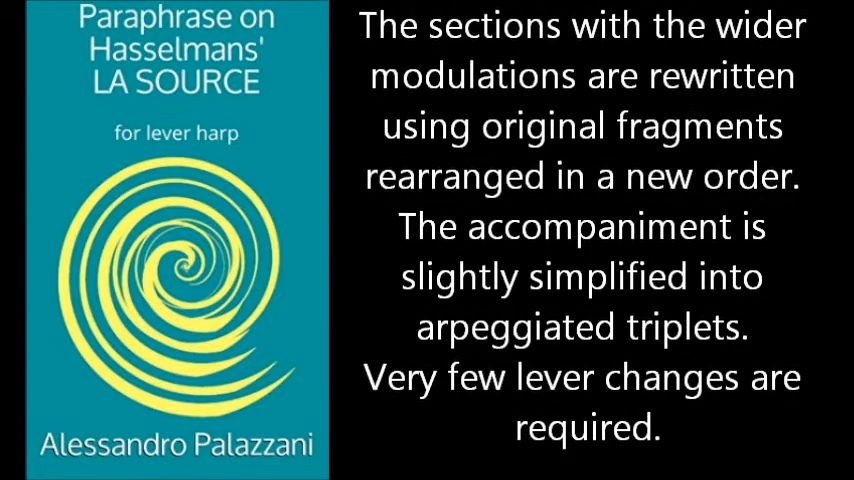 Paraphrase on
Hasselmans'
LA SOURCE
for lever harp
Alessandro Palazzani
The sections with the wider
modulations are rewritten
using original fragments
rearranged in a new order.
The accompaniment is
slightly simplified into
arpeggiated triplets.
Very few lever changes are
required.